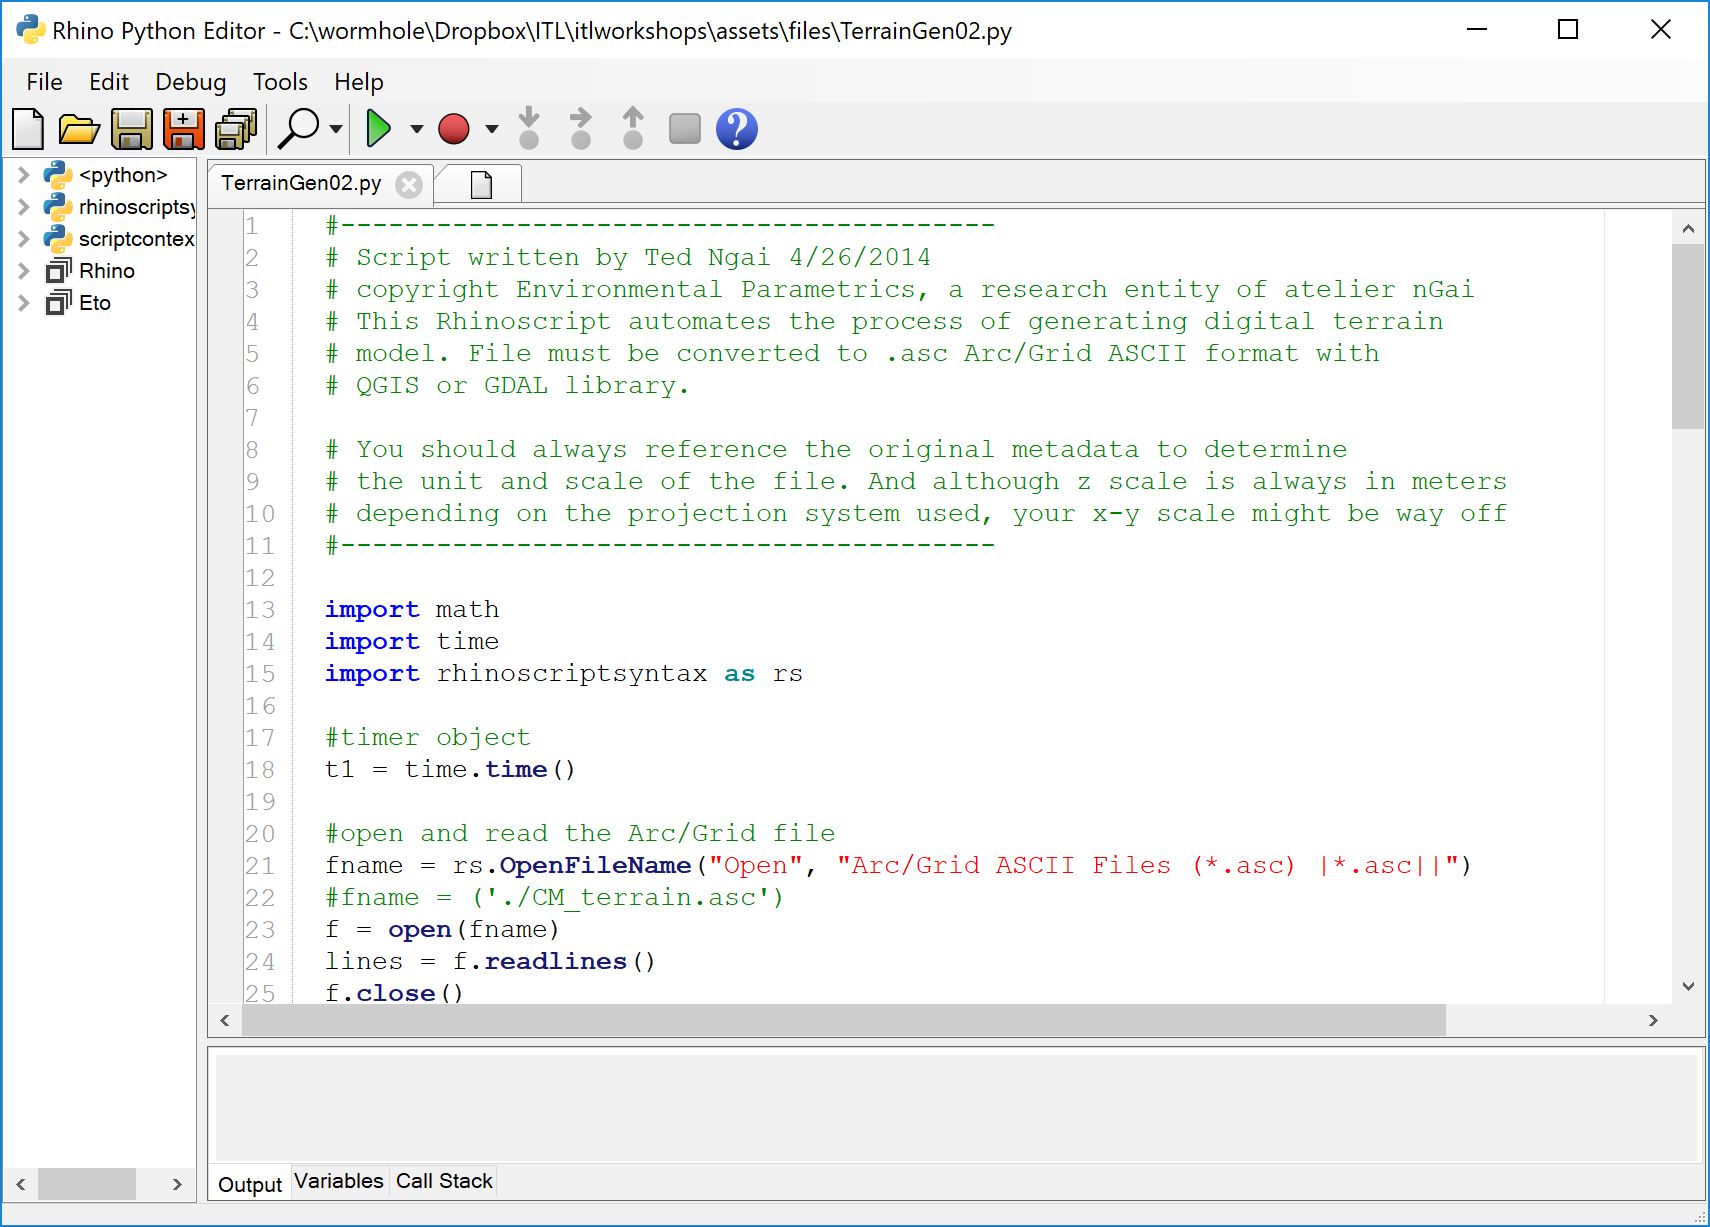 Rhino Python Editor - C:\wormhole\Dropbox\ITL\itlworkshops\assets\files\TerrainGen02.py
File Edit Debug Tools Help
<python>
rhinoscriptsy
scriptcontex
Rhino
Eto
TerrainGen02.py
1 #-----------------------------------------
2 # Script written by Ted Ngai 4/26/2014
3 # copyright Environmental Parametrics, a research entity of atelier nGai
4 # This Rhinoscript automates the process of generating digital terrain
5 # model. File must be converted to .asc Arc/Grid ASCII format with
6 # QGIS or GDAL library.
7
8 # You should always reference the original metadata to determine
9 # the unit and scale of the file. And although z scale is always in meters
10 # depending on the projection system used, your x-y scale might be way off
11 #-----------------------------------------
12
13 import math
14 import time
15 import rhinoscriptsyntax as rs
16
17 #timer object
18 t1 = time.time()
19
20 #open and read the Arc/Grid file
21 fname = rs.OpenFileName("Open", "Arc/Grid ASCII Files (*.asc) |*.asc||")
22 #fname = ('./CM_terrain.asc')
23 f = open(fname)
24 lines = f.readlines()
25 f.close()
Output Variables Call Stack